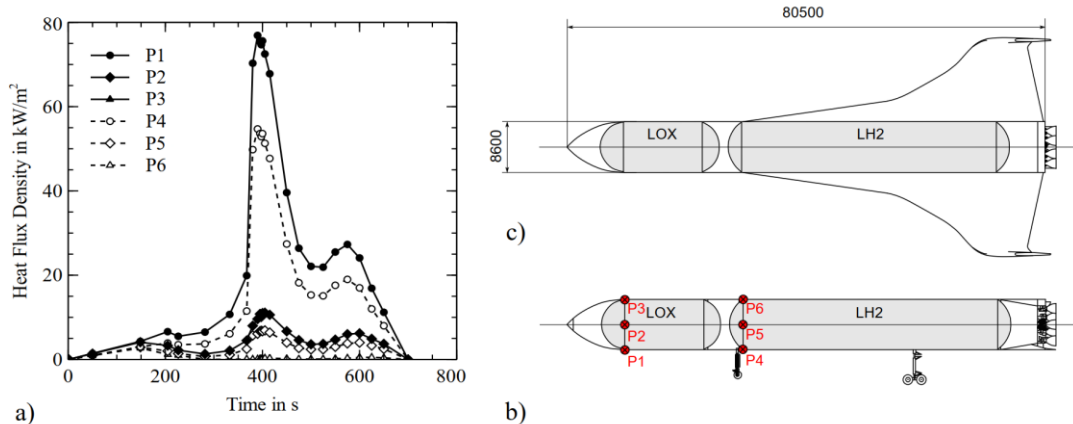 80
60
40
20
0
Heat Flux Density in kW/m²
P1
P2
P3
P4
P5
P6
0
200
400
600
800
Time in s
a)
80500
8600
LOX
LH2
c)
P3
LOX
P6
LH2
P2
P5
P1
P4
b)